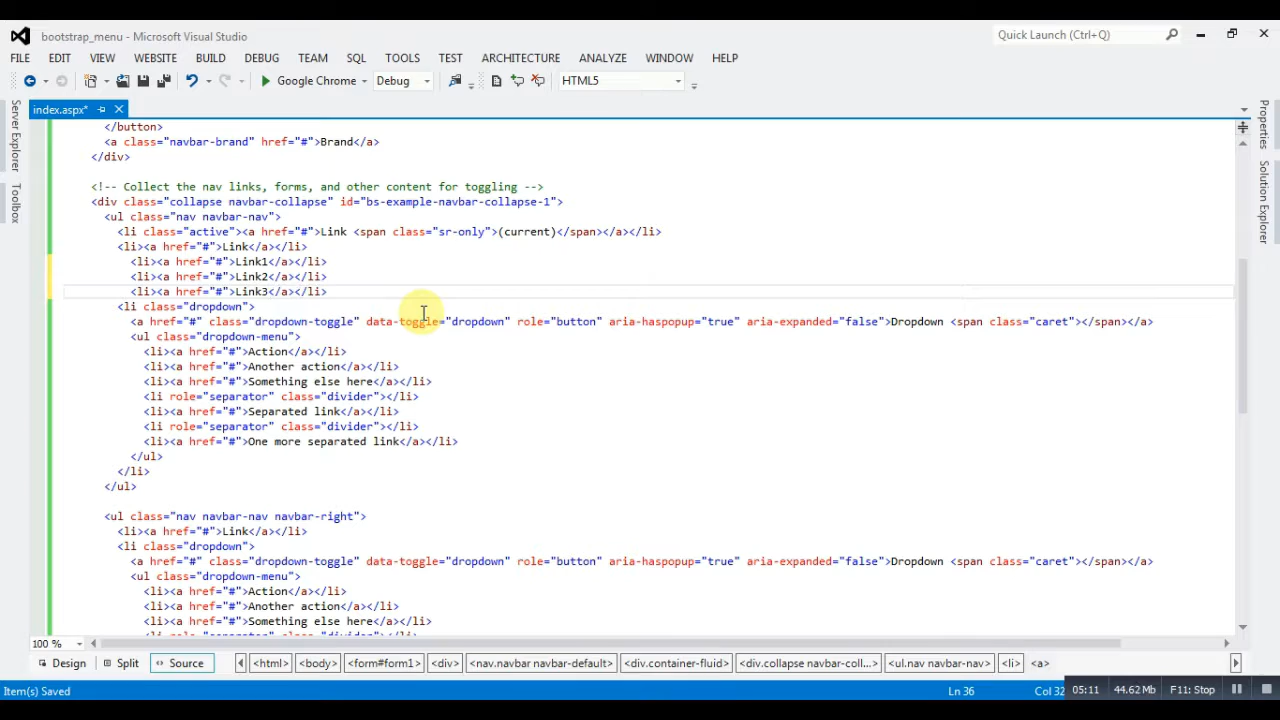 bootstrap_menu - Microsoft Visual Studio
Quick Launch (Ctrl+Q)
FILE EDIT VIEW WEBSITE BUILD DEBUG TEAM SQL TOOLS TEST ARCHITECTURE ANALYZE WINDOW HELP
Google Chrome Debug HTML5
index.aspx*
Server Explorer
Toolbox
Properties
Solution Explorer
</button>
<a class="navbar-brand" href="#">Brand</a>
</div>
<!-- Collect the nav links, forms, and other content for toggling -->
<div class="collapse navbar-collapse" id="bs-example-navbar-collapse-1">
<ul class="nav navbar-nav">
<li class="active"><a href="#">Link <span class="sr-only">(current)</span></a></li>
<li><a href="#">Link</a></li>
<li><a href="#">Link1</a></li>
<li><a href="#">Link2</a></li>
<li><a href="#">Link3</a></li>
<li class="dropdown">
<a href="#" class="dropdown-toggle" data-toggle="dropdown" role="button" aria-haspopup="true" aria-expanded="false">Dropdown <span class="caret"></span></a>
<ul class="dropdown-menu">
<li><a href="#">Action</a></li>
<li><a href="#">Another action</a></li>
<li><a href="#">Something else here</a></li>
<li role="separator" class="divider"></li>
<li><a href="#">Separated link</a></li>
<li role="separator" class="divider"></li>
<li><a href="#">One more separated link</a></li>
</ul>
</li>
</ul>
<ul class="nav navbar-nav navbar-right">
<li><a href="#">Link</a></li>
<li class="dropdown">
<a href="#" class="dropdown-toggle" data-toggle="dropdown" role="button" aria-haspopup="true" aria-expanded="false">Dropdown <span class="caret"></span></a>
<ul class="dropdown-menu">
<li><a href="#">Action</a></li>
<li><a href="#">Another action</a></li>
<li><a href="#">Something else here</a></li>
<li role="separator" class="divider"></li>
100 %
Design Split Source <html> <body> <form#form1> <div> <nav.navbar navbar-default> <div.container-fluid> <div.collapse navbar-coll...> <ul.nav navbar-nav> <li> <a>
Item(s) Saved Ln 36 Col 32 05:11 44.62Mb F11: Stop